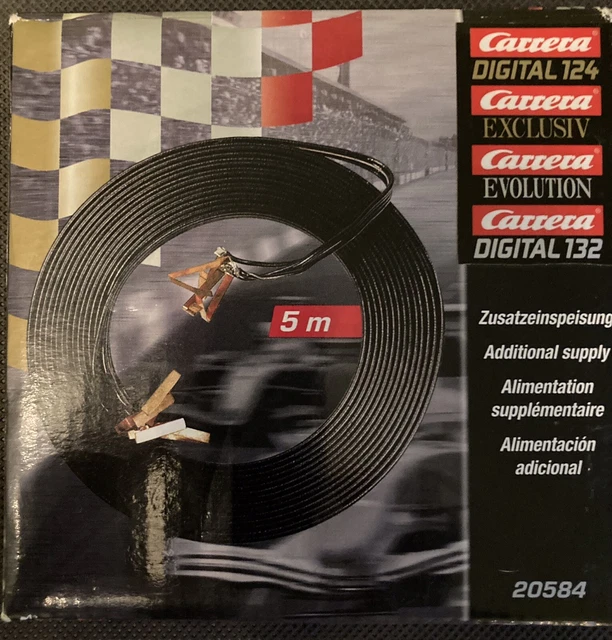 Carrera
DIGITAL 124
Carrera
EXCLUSIV
Carrera
EVOLUTION
Carrera
DIGITAL 132
5 m
Zusatzeinspeisung
Additional supply
Alimentation
supplémentaire
Alimentación
adicional
20584